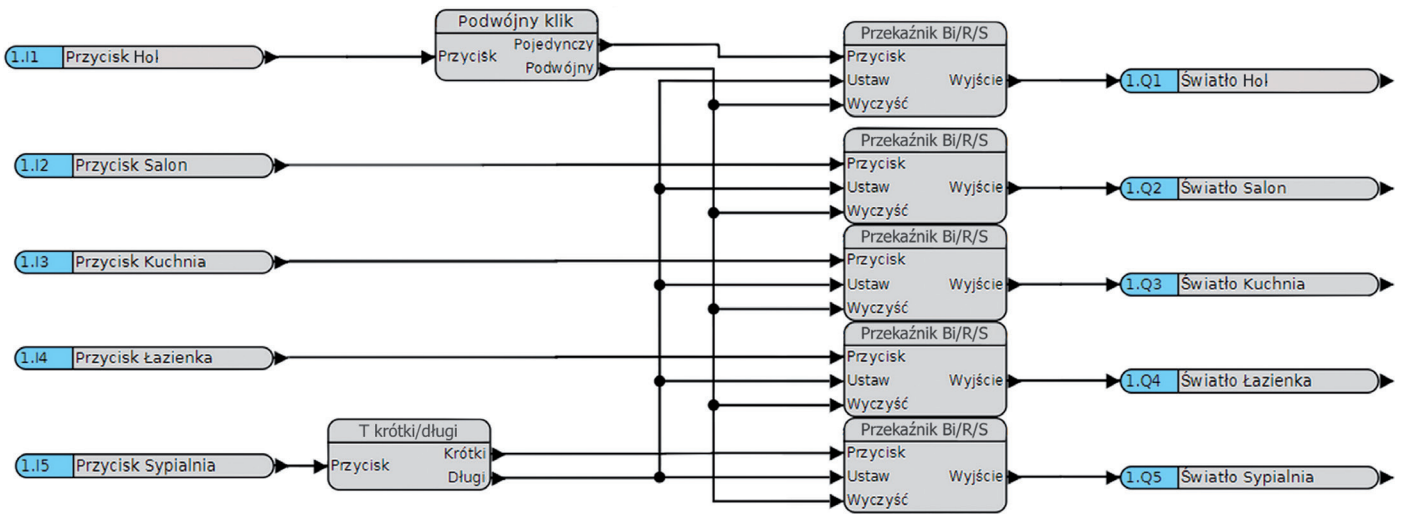 Podwójny klik
1.I1 Przycisk Hol
Przycisk
Pojedynczy
Podwójny
Przekaźnik Bi/R/S
Przycisk
Ustaw
Wyjście
Wyczyść
1.Q1 Światło Hol
1.I2 Przycisk Salon
Przekaźnik Bi/R/S
Przycisk
Ustaw
Wyjście
Wyczyść
1.Q2 Światło Salon
1.I3 Przycisk Kuchnia
Przekaźnik Bi/R/S
Przycisk
Ustaw
Wyjście
Wyczyść
1.Q3 Światło Kuchnia
1.I4 Przycisk Łazienka
Przekaźnik Bi/R/S
Przycisk
Ustaw
Wyjście
Wyczyść
1.Q4 Światło Łazienka
1.I5 Przycisk Sypialnia
T krótki/długi
Przycisk
Krótki
Długi
Przekaźnik Bi/R/S
Przycisk
Ustaw
Wyjście
Wyczyść
1.Q5 Światło Sypialnia